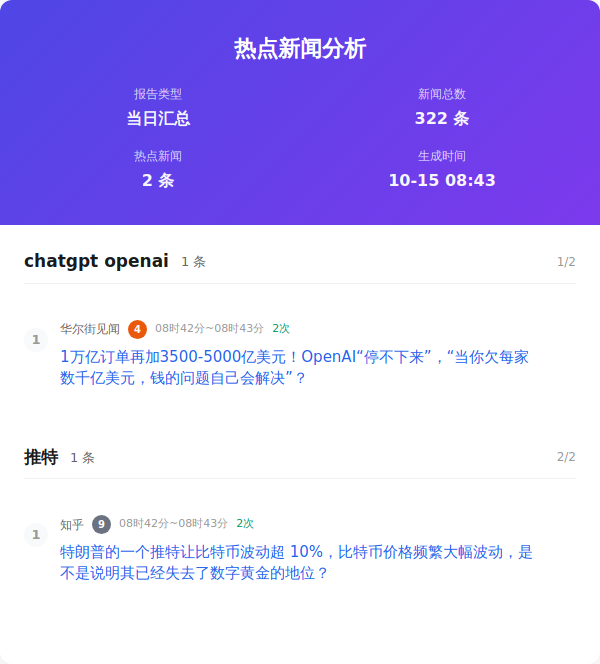 热点新闻分析
报告类型
新闻总数
当日汇总
322 条
热点新闻
生成时间
2 条
10-15 08:43
chatgpt openai 1 条 1/2
1 华尔街见闻 4 08时42分~08时43分 2次
1万亿订单再加3500-5000亿美元！OpenAI“停不下来”，“当你欠每家
数千亿美元，钱的问题自己会解决”？
推特 1 条 2/2
1 知乎 9 08时42分~08时43分 2次
特朗普的一个推特让比特币波动超 10%，比特币价格频繁大幅波动，是
不是说明其已经失去了数字黄金的地位？